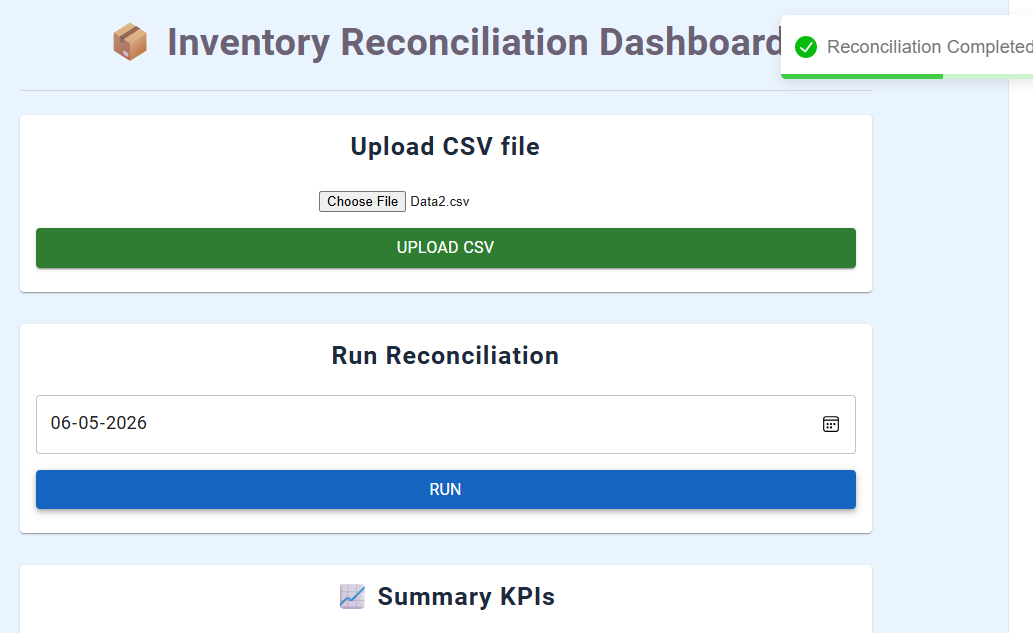 Inventory Reconciliation Dashboard
Reconciliation Completed
Upload CSV file
Choose File Data2.csv
UPLOAD CSV
Run Reconciliation
06-05-2026
RUN
Summary KPIs